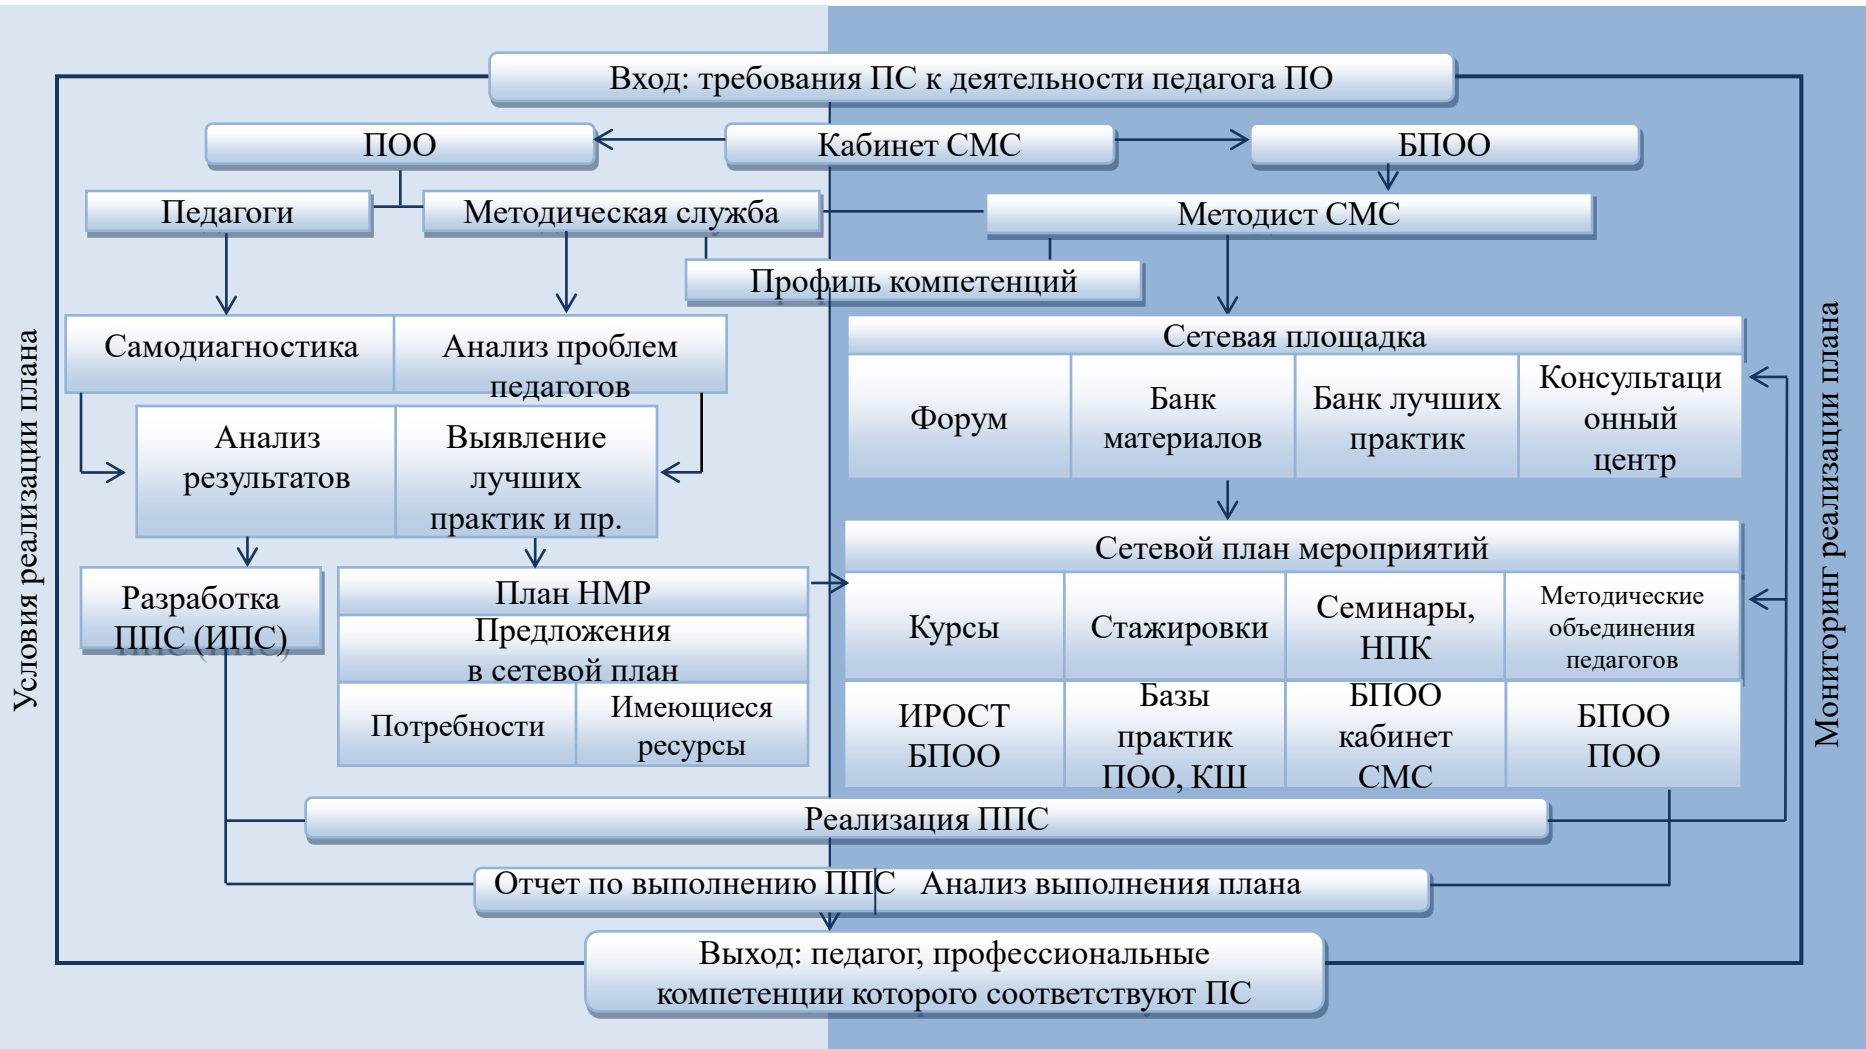 Вход: требования ПС к деятельности педагога ПО
ПОО
Кабинет СМС
БПОО
Педагоги
Методическая служба
Методист СМС
Профиль компетенций
Условия реализации плана
Мониторинг реализации плана
Самодиагностика
Анализ проблем
педагогов
Сетевая площадка
Форум
Банк
материалов
Банк лучших
практик
Консультаци
онный
центр
Анализ
результатов
Выявление
лучших
практик и пр.
Сетевой план мероприятий
Курсы
Стажировки
Семинары,
НПК
Методические
объединения
педагогов
ИРОСТ
БПОО
Базы
практик
ПОО, КШ
БПОО
кабинет
СМС
БПОО
ПОО
Разработка
ППС (ИПС)
План НМР
Предложения
в сетевой план
Потребности
Имеющиеся
ресурсы
Реализация ППС
Отчет по выполнению ППС
Анализ выполнения плана
Выход: педагог, профессиональные
компетенции которого соответствуют ПС